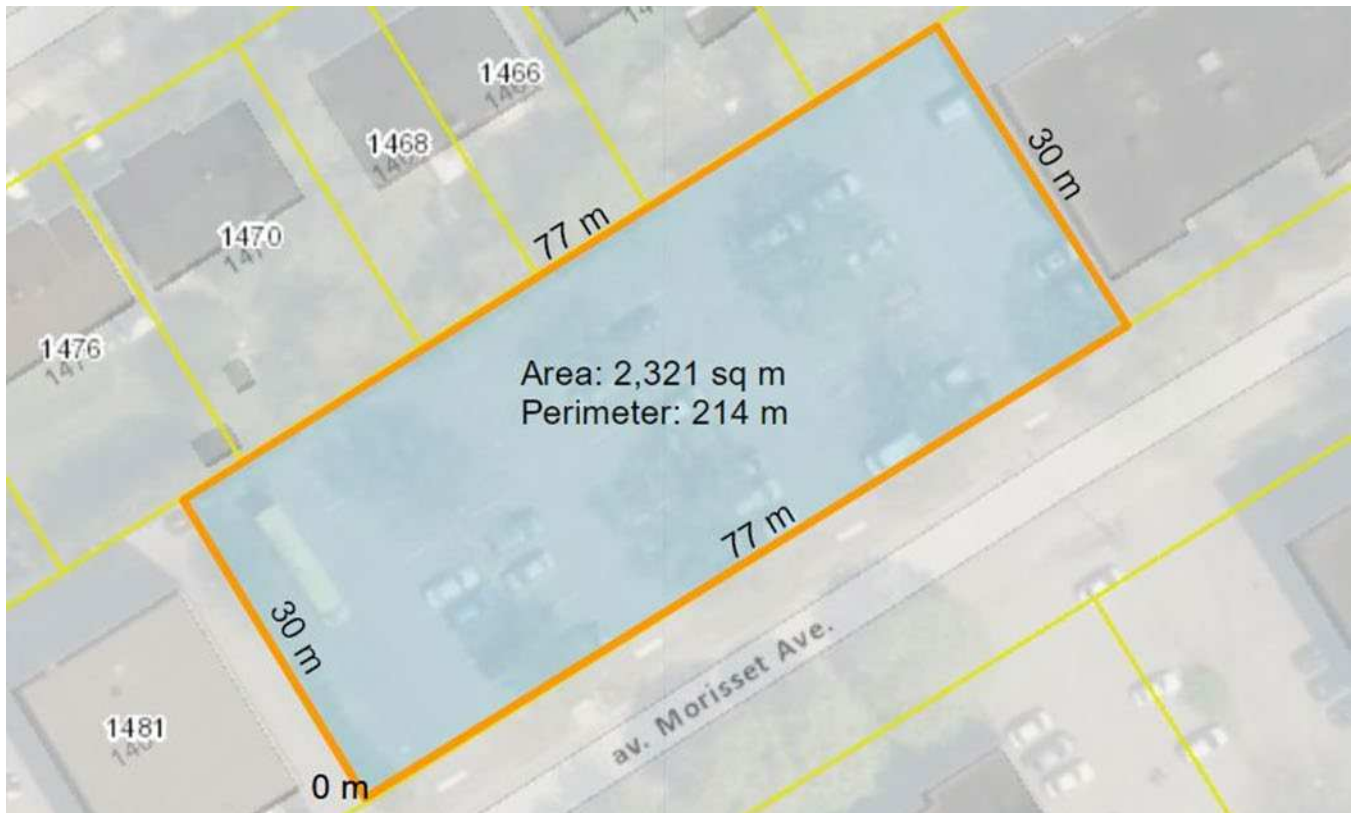 1466
1468
1470
1476
77 m
30 m
Area: 2,321 sq m
Perimeter: 214 m
77 m
30 m
av. Morisset Ave.
1481
0 m